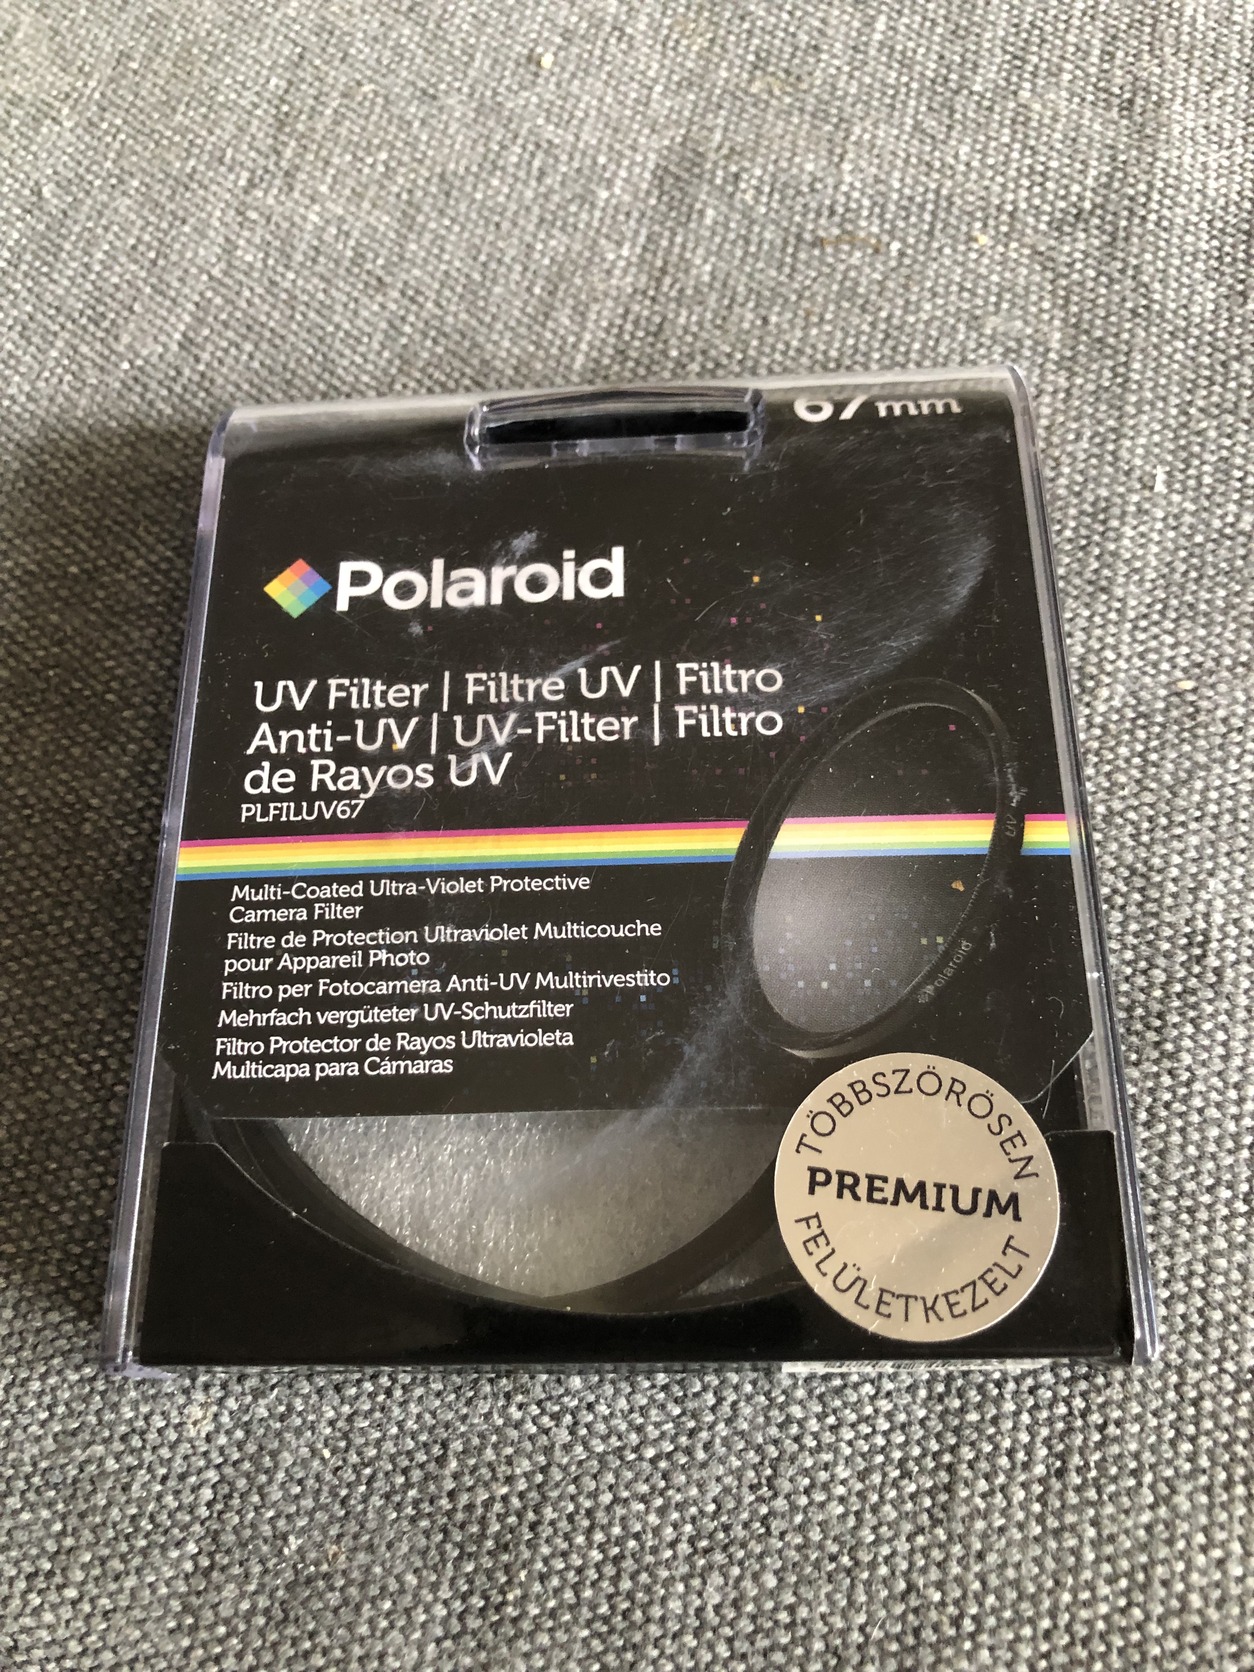 67mm
Polaroid
UV Filter | Filtre UV | Filtro
Anti-UV | UV-Filter | Filtro
de Rayos UV
PLFILUV67
Multi-Coated Ultra-Violet Protective
Camera Filter
Filtre de Protection Ultraviolet Multicouche
pour Appareil Photo
Filtro per Fotocamera Anti-UV Multirivestito
Mehrfach vergüteter UV-Schutzfilter
Filtro Protector de Rayos Ultravioleta
Multicapa para Cámaras
UV
Polaroid
TÖBBSZÖRÖSEN
PREMIUM
FELÜLETKEZELT